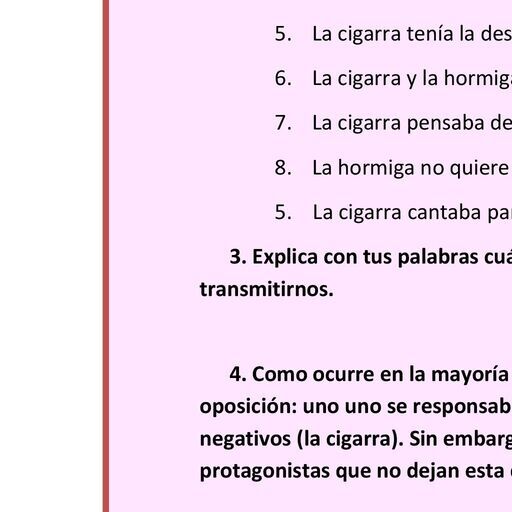 5. La cigarra tenía la des
6. La cigarra y la hormiga
7. La cigarra pensaba de
8. La hormiga no quiere
5. La cigarra cantaba pa
3. Explica con tus palabras cuá
transmitirnos.
4. Como ocurre en la mayoría
oposición: uno uno se responsab
negativos (la cigarra). Sin embarg
protagonistas que no dejan esta